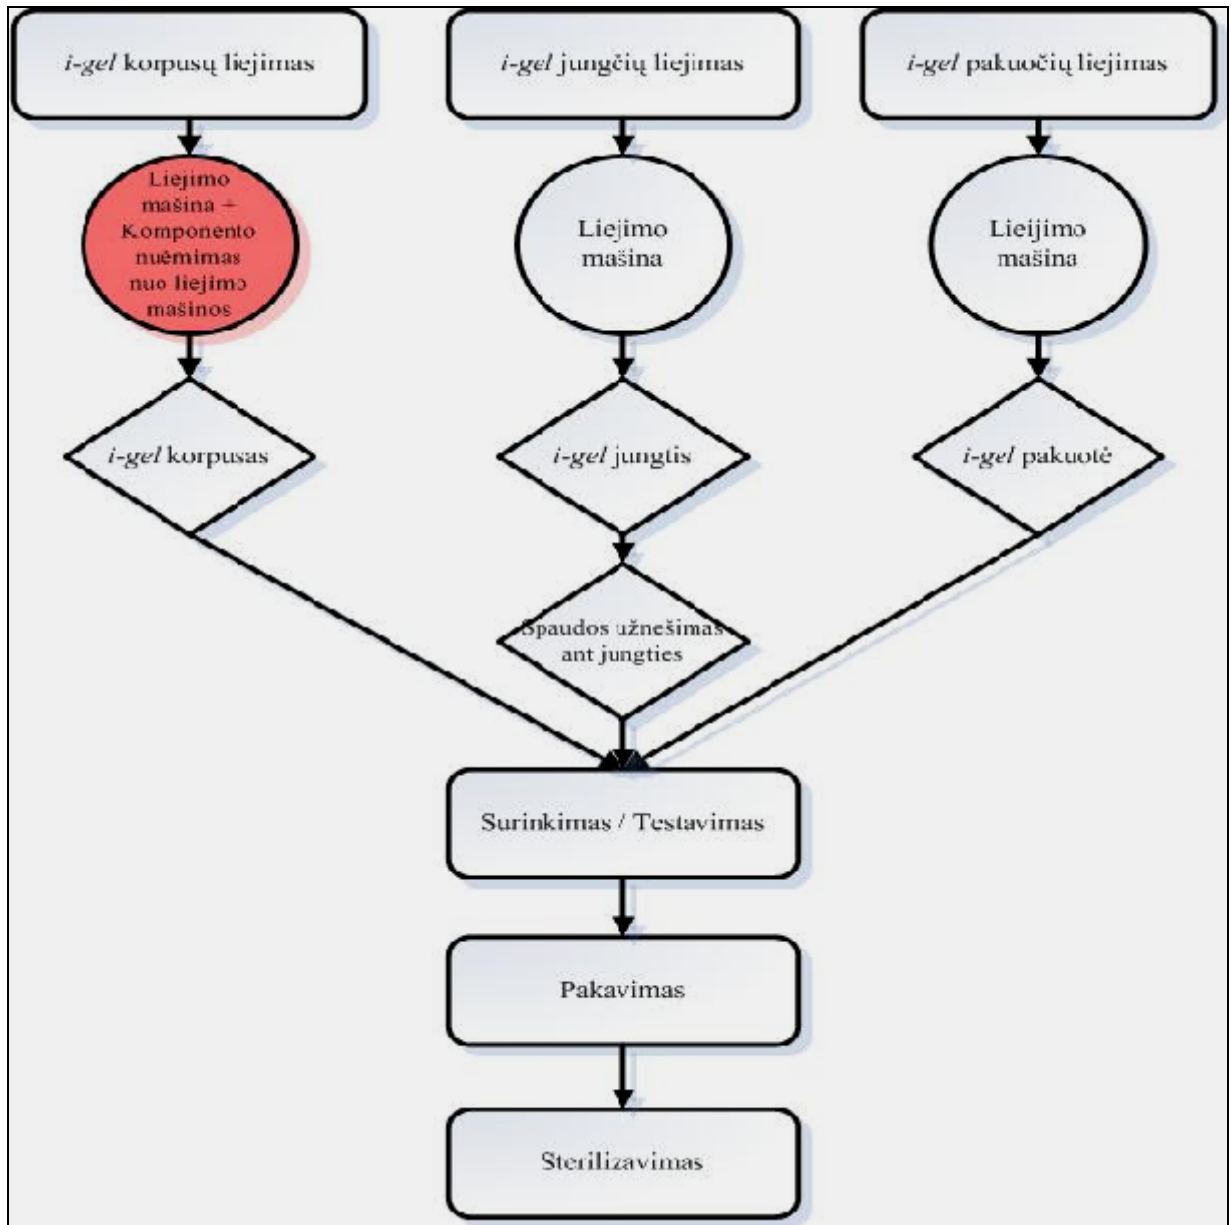 i-gel korpusų liejimas
i-gel jungčių liejimas
i-gel pakuočių liejimas
Liejimo
mašina +
Komponento
nuėmimas
nuo liejimo
mašinos
Liejimo
mašina
Lieijimo
mašina
i-gel korpusas
i-gel jungtis
i-gel pakuotė
Spaudos užnešimas
ant jungties
Surinkimas / Testavimas
Pakavimas
Sterilizavimas